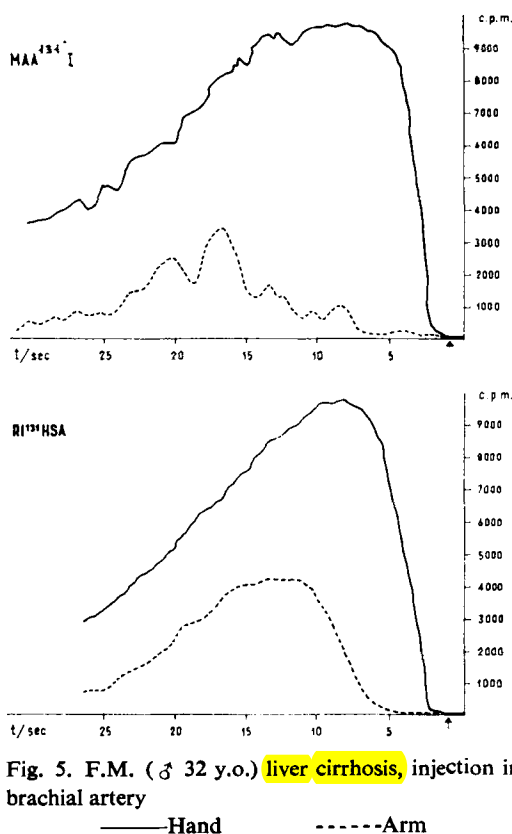 c.p.m.
MAA 131 I
9000
8000
7000
6000
5000
4000
3000
2000
1000
t/sec 25 20 15 10 5
c.p.m.
RI131HSA
9000
8000
7000
6000
5000
4000
3000
2000
1000
t/sec 25 20 15 10 5
Fig. 5. F.M. (♂ 32 y.o.) liver cirrhosis, injection in
brachial artery
Hand Arm